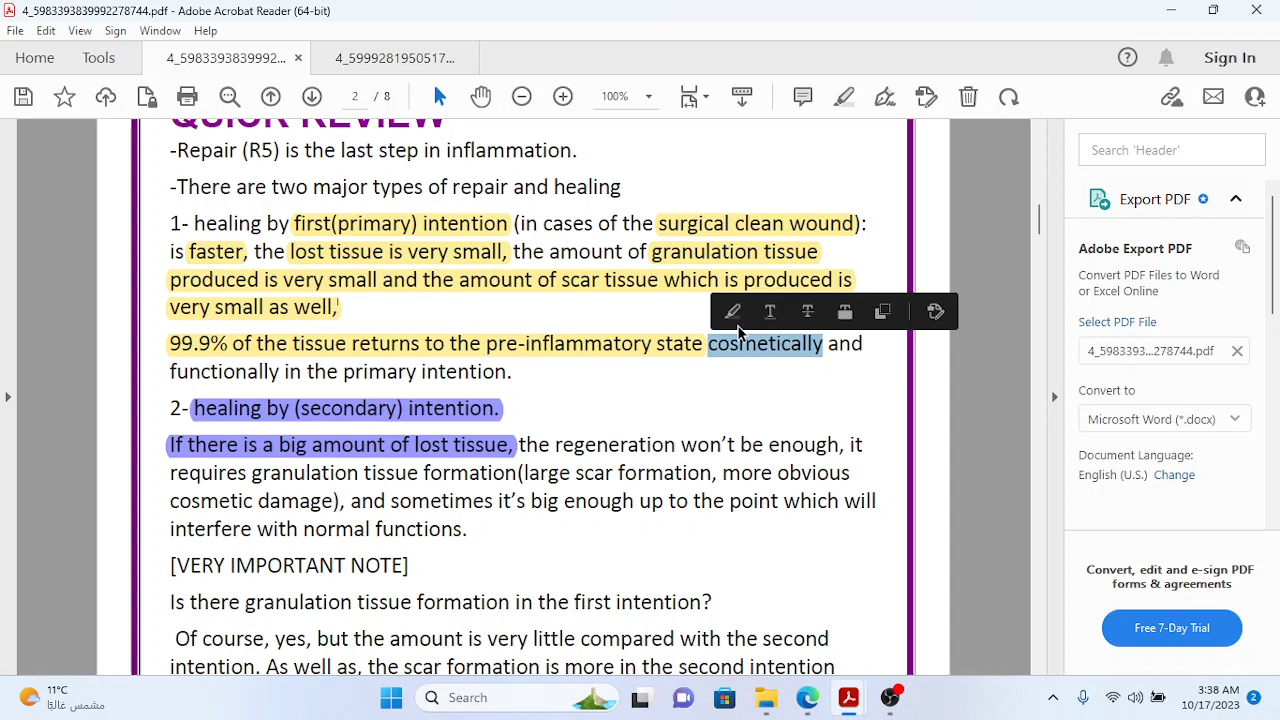 4_5983393839992278744.pdf - Adobe Acrobat Reader (64-bit)
File Edit View Sign Window Help
Home Tools 4_59833938 39992... × 4_5999281950517... Sign In
2 / 8 100%
QUICK REVIEW
-Repair (R5) is the last step in inflammation.
-There are two major types of repair and healing
1- healing by first(primary) intention (in cases of the surgical clean wound):
is faster, the lost tissue is very small, the amount of granulation tissue
produced is very small and the amount of scar tissue which is produced is
very small as well,
99.9% of the tissue returns to the pre-inflammatory state cosmetically and
functionally in the primary intention.
2- healing by (secondary) intention.
If there is a big amount of lost tissue, the regeneration won't be enough, it
requires granulation tissue formation(large scar formation, more obvious
cosmetic damage), and sometimes it's big enough up to the point which will
interfere with normal functions.
[VERY IMPORTANT NOTE]
Is there granulation tissue formation in the first intention?
Of course, yes, but the amount is very little compared with the second
intention. As well as, the scar formation is more in the second intention
Search 'Header'
Export PDF
Adobe Export PDF
Convert PDF Files to Word
or Excel Online
Select PDF File
4_5983393...278744.pdf
Convert to
Microsoft Word (*.docx)
Document Language:
English (U.S.) Change
Convert, edit and e-sign PDF
forms & agreements
Free 7-Day Trial
11°C
مشمس غالبًا
Search
3:38 AM
10/17/2023
2